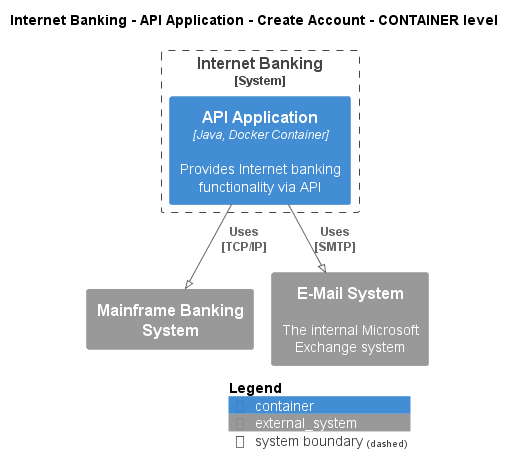 Internet Banking - API Application - Create Account - CONTAINER level
Internet Banking
[System]
API Application
[Java, Docker Container]
Provides Internet banking
functionality via API
Uses
[TCP/IP]
Uses
[SMTP]
Mainframe Banking
System
E-Mail System
The internal Microsoft
Exchange system
Legend
container
external_system
system boundary (dashed)